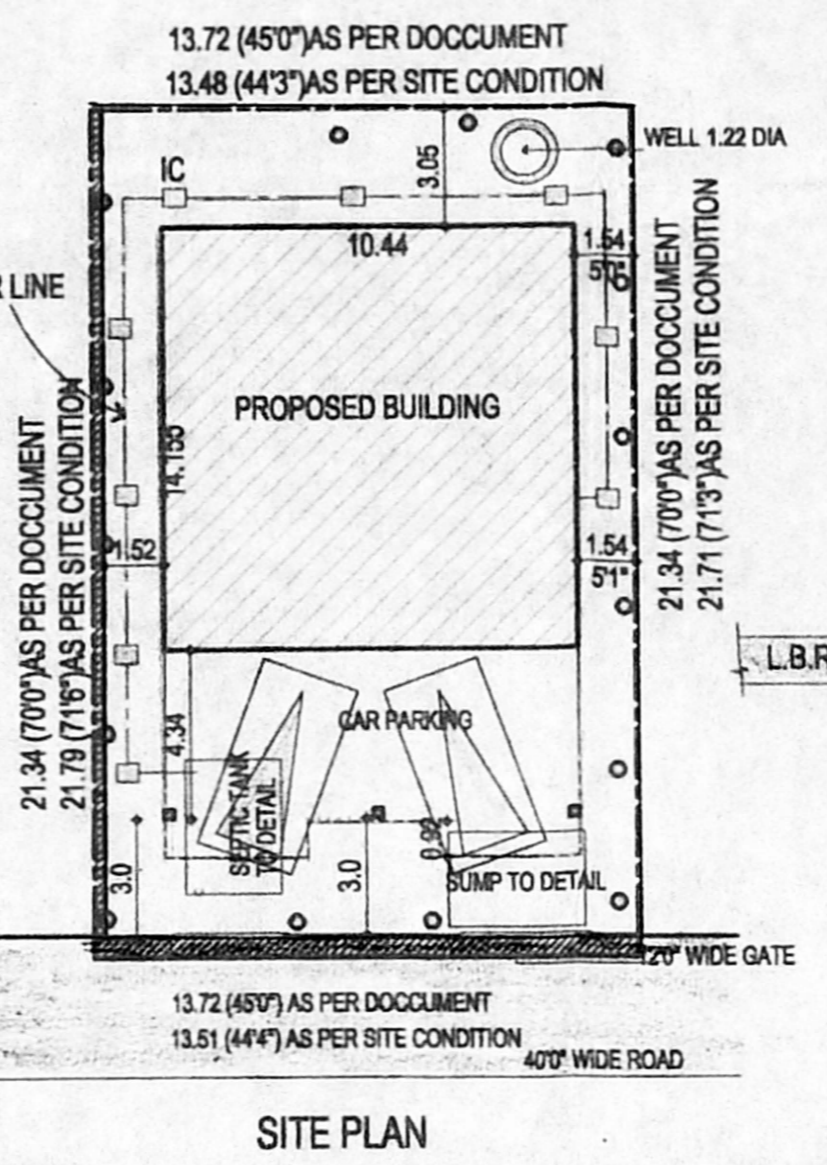 13.72 (45'0")AS PER DOCCUMENT
13.48 (44'3")AS PER SITE CONDITION
WELL 1.22 DIA
IC
3.05
10.44
1.54
5'0"
R LINE
PROPOSED BUILDING
14.185
21.34 (70'0")AS PER DOCCUMENT
21.79 (71'6")AS PER SITE CONDITION
21.34 (70'0")AS PER DOCCUMENT
21.71 (71'3")AS PER SITE CONDITION
1.52
1.54
5'1"
L.B.R
CAR PARKING
4.34
SEPTIC TANK
TO DETAIL
3.0
3.0
0.92
SUMP TO DETAIL
12'0" WIDE GATE
13.72 (45'0") AS PER DOCCUMENT
13.51 (44'4") AS PER SITE CONDITION
40'0" WIDE ROAD
SITE PLAN